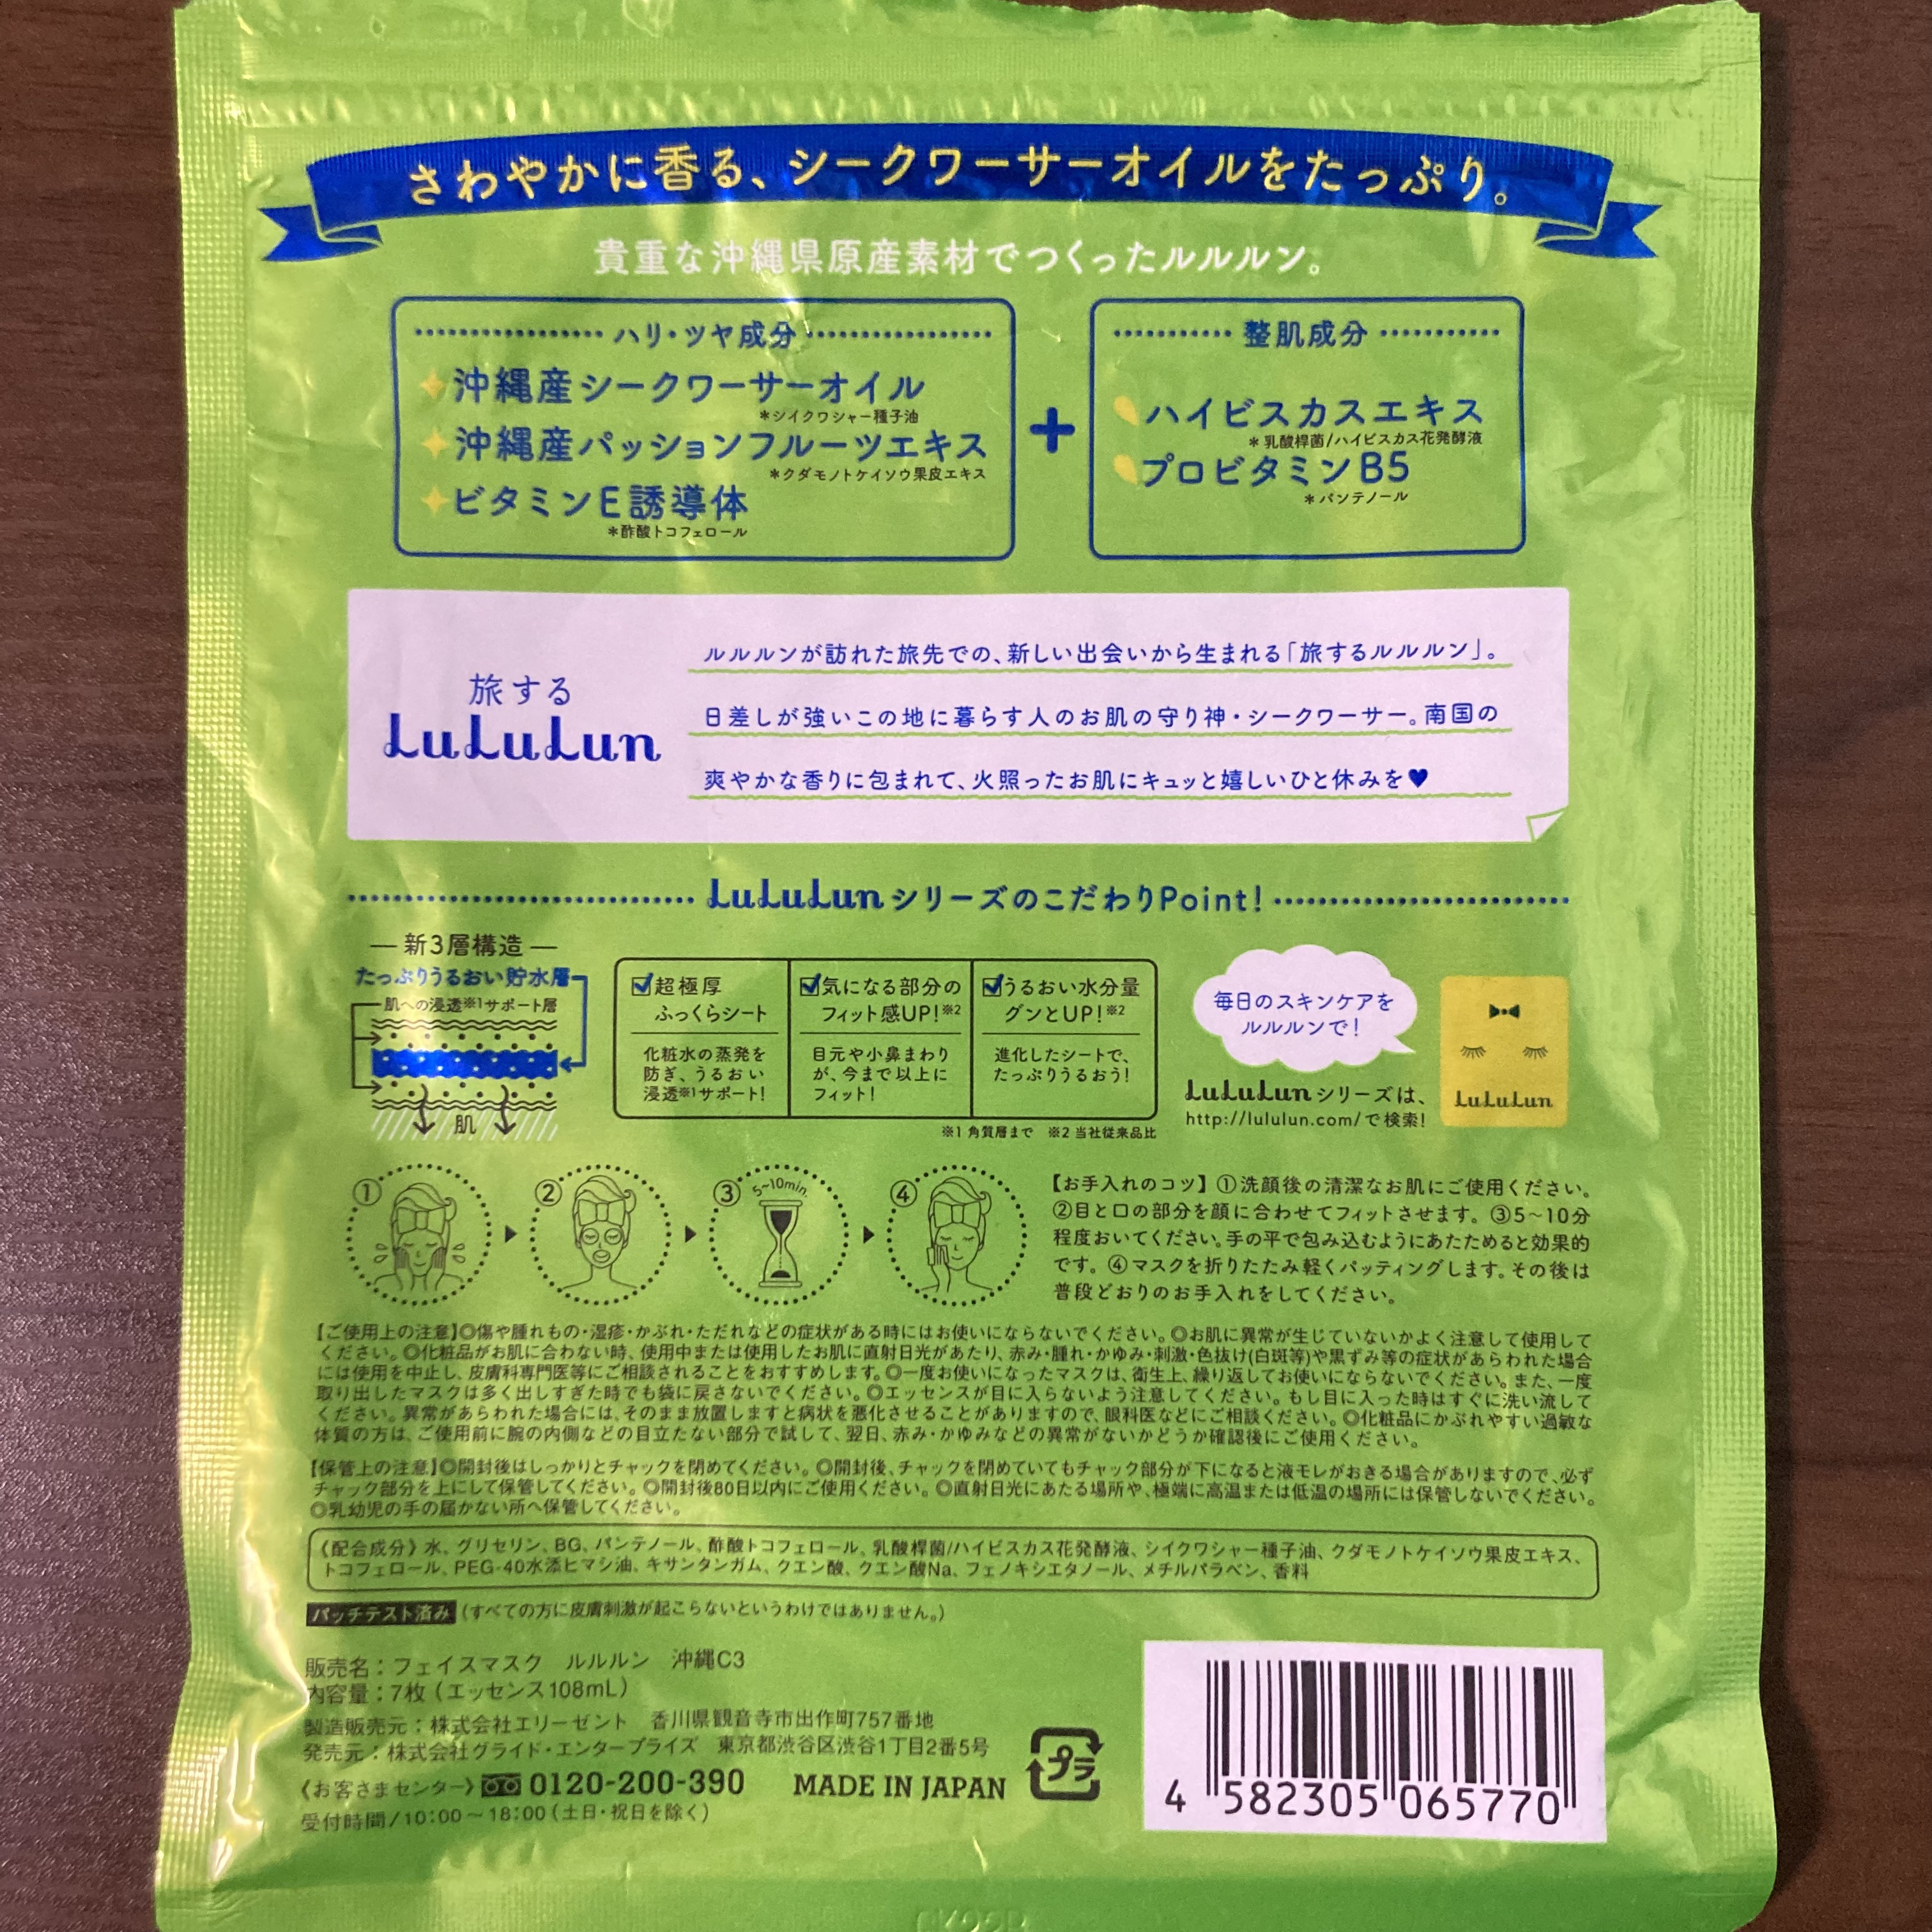 さわやかに香る、シークワーサーオイルをたっぷり。
貴重な沖縄県原産素材でつくったルルルン。
ハリ・ツヤ成分
沖縄産シークワーサーオイル
＊シイクワシャー種子油
沖縄産パッションフルーツエキス
＊クダモノトケイソウ果皮エキス
ビタミンE誘導体
＊酢酸トコフェロール
+
整肌成分
ハイビスカスエキス
＊乳酸桿菌/ハイビスカス花発酵液
プロビタミンB5
＊パンテノール
旅する
LuLuLun
ルルルンが訪れた旅先での、新しい出会いから生まれる「旅するルルルン」。
日差しが強いこの地に暮らす人のお肌の守り神・シークワーサー。南国の
爽やかな香りに包まれて、火照ったお肌にキュッと嬉しいひと休みを♥
LuLuLunシリーズのこだわりPoint!
新3層構造
たっぷりうるおい貯水層
肌への浸透※1サポート層
肌
超極厚
ふっくらシート
化粧水の蒸発を
防ぎ、うるおい
浸透※1サポート!
気になる部分の
フィット感UP!※2
目元や小鼻まわり
が、今まで以上に
フィット!
うるおい水分量
グンとUP!※2
進化したシートで、
たっぷりうるおう!
※1 角質層まで ※2 当社従来品比
毎日のスキンケアを
ルルルンで!
LuLuLunシリーズは、
http://lululun.com/で検索!
LuLuLun
①
②
③ 5~10min.
④
【お手入れのコツ】①洗顔後の清潔なお肌にご使用ください。
②目と口の部分を顔に合わせてフィットさせます。③5~10分
程度おいてください。手の平で包み込むようにあたためると効果的
です。④マスクを折りたたみ軽くパッティングします。その後は
普段どおりのお手入れをしてください。
【ご使用上の注意】◎傷や腫れもの・湿疹・かぶれ・ただれなどの症状がある時にはお使いにならないでください。◎お肌に異常が生じていないかよく注意して使用して
ください。◎化粧品がお肌に合わない時、使用中または使用したお肌に直射日光があたり、赤み・腫れ・かゆみ・刺激・色抜け(白斑等)や黒ずみ等の症状があらわれた場合
には使用を中止し、皮膚科専門医等にご相談されることをおすすめします。◎一度お使いになったマスクは、衛生上、繰り返してお使いにならないでください。また、一度
取り出したマスクは多く出しすぎた時でも袋に戻さないでください。◎エッセンスが目に入らないよう注意してください。もし目に入った時はすぐに洗い流して
ください。異常があらわれた場合には、そのまま放置しますと病状を悪化させることがありますので、眼科医などにご相談ください。◎化粧品にかぶれやすい過敏な
体質の方は、ご使用前に腕の内側などの目立たない部分で試して、翌日、赤み・かゆみなどの異常がないかどうか確認後にご使用ください。
【保管上の注意】◎開封後はしっかりとチャックを閉めてください。◎開封後、チャックを閉めていてもチャック部分が下になると液モレがおきる場合がありますので、必ず
チャック部分を上にして保管してください。◎開封後80日以内にご使用ください。◎直射日光にあたる場所や、極端に高温または低温の場所には保管しないでください。
◎乳幼児の手の届かない所へ保管してください。
《配合成分》水、グリセリン、BG、パンテノール、酢酸トコフェロール、乳酸桿菌/ハイビスカス花発酵液、シイクワシャー種子油、クダモノトケイソウ果皮エキス、
トコフェロール、PEG-40水添ヒマシ油、キサンタンガム、クエン酸、クエン酸Na、フェノキシエタノール、メチルパラベン、香料
パッチテスト済み (すべての方に皮膚刺激が起こらないというわけではありません。)
販売名:フェイスマスク ルルルン 沖縄C3
内容量:7枚(エッセンス108mL)
製造販売元:株式会社エリーゼント 香川県観音寺市出作町757番地
発売元:株式会社グライド・エンタープライズ 東京都渋谷区渋谷1丁目2番5号
《お客さまセンター》0120-200-390 MADE IN JAPAN
受付時間/10:00~18:00(土日・祝日を除く)
プラ
4 582305 065770